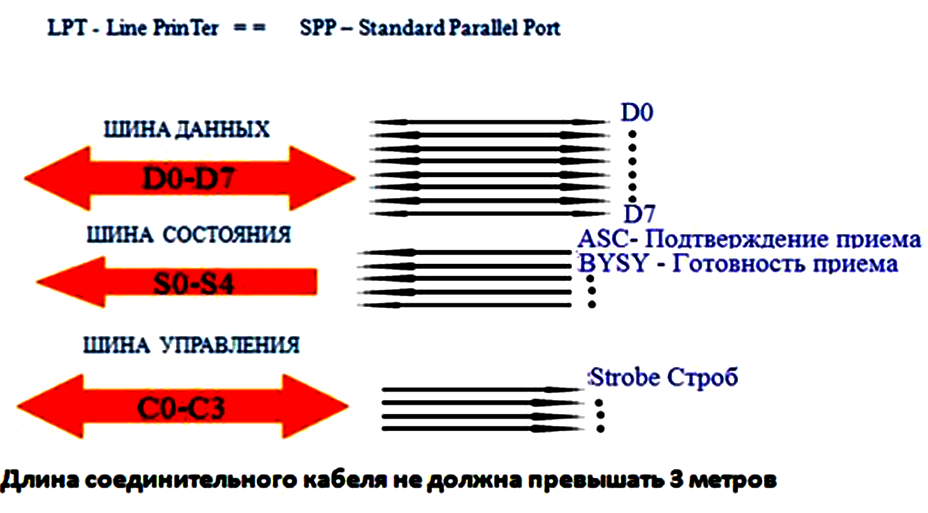 LPT - Line PrinTer = = SPP – Standard Parallel Port
ШИНА ДАННЫХ
D0-D7
D0
D7
ШИНА СОСТОЯНИЯ
S0-S4
ASC- Подтверждение приема
BYSY - Готовность приема
ШИНА УПРАВЛЕНИЯ
C0-C3
:Strobe Строб
Длина соединительного кабеля не должна превышать 3 метров